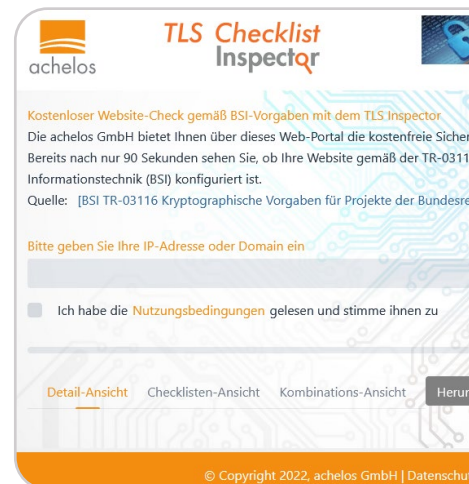 achelos
TLS Checklist
Inspector
Kostenloser Website-Check gemäß BSI-Vorgaben mit dem TLS Inspector
Die achelos GmbH bietet Ihnen über dieses Web-Portal die kostenfreie Sicher
Bereits nach nur 90 Sekunden sehen Sie, ob Ihre Website gemäß der TR-0311
Informationstechnik (BSI) konfiguriert ist.
Quelle: [BSI TR-03116 Kryptographische Vorgaben für Projekte der Bundesre
Bitte geben Sie Ihre IP-Adresse oder Domain ein
Ich habe die Nutzungsbedingungen gelesen und stimme ihnen zu
Detail-Ansicht Checklisten-Ansicht Kombinations-Ansicht Herun
© Copyright 2022, achelos GmbH | Datenschu